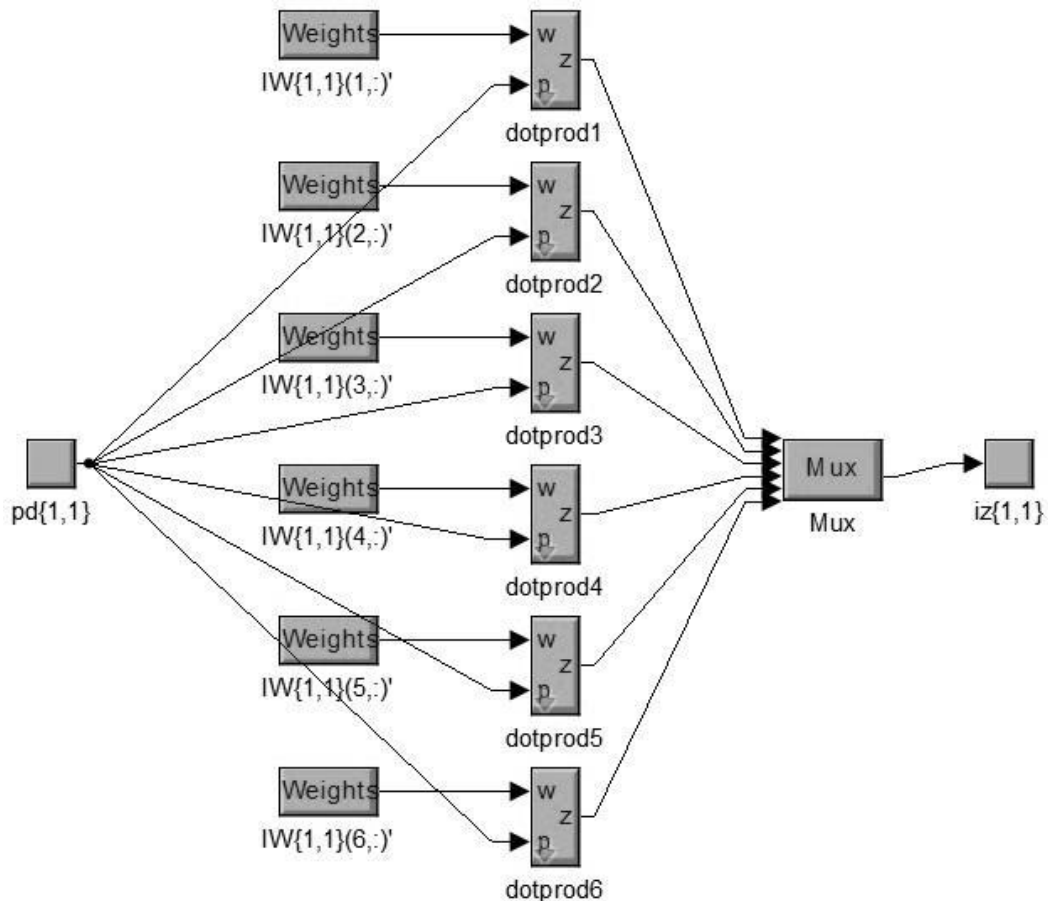 Weights
w
z
p
IW{1,1}(1,:)'
dotprod1
Weights
w
z
p
IW{1,1}(2,:)'
dotprod2
Weights
w
z
p
IW{1,1}(3,:)'
dotprod3
pd{1,1}
Weights
w
z
p
IW{1,1}(4,:)'
dotprod4
Mux
Mux
iz{1,1}
Weights
w
z
p
IW{1,1}(5,:)'
dotprod5
Weights
w
z
p
IW{1,1}(6,:)'
dotprod6